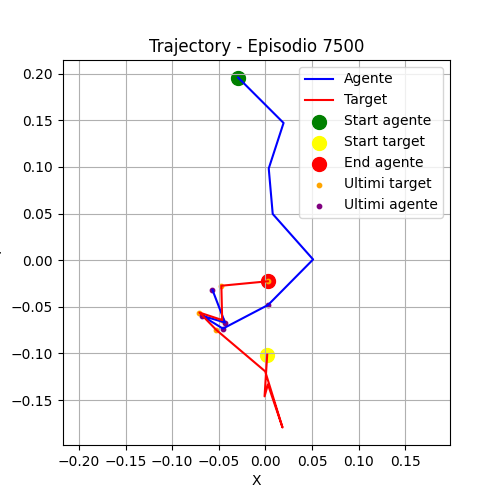 Trajectory - Episodio 7500
Agente
Target
Start agente
Start target
End agente
Ultimi target
Ultimi agente
0.20
0.15
0.10
0.05
0.00
−0.05
−0.10
−0.15
−0.20 −0.15 −0.10 −0.05 0.00 0.05 0.10 0.15
X